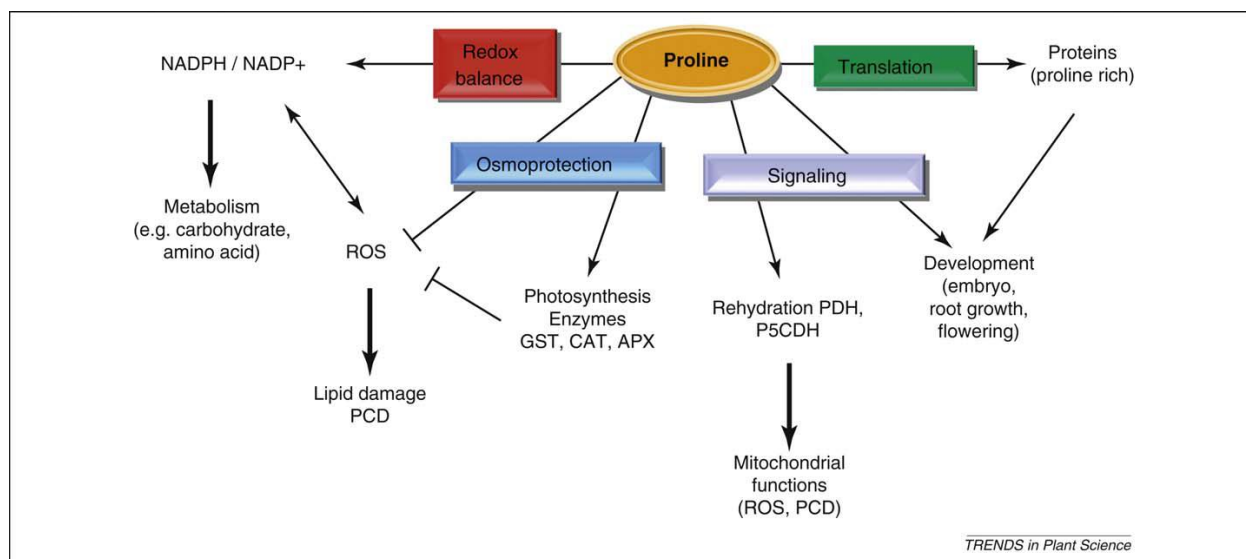 NADPH / NADP+
Redox
balance
Proline
Translation
Proteins
(proline rich)
Osmoprotection
Signaling
Metabolism
(e.g. carbohydrate,
amino acid)
ROS
Photosynthesis
Enzymes
GST, CAT, APX
Rehydration PDH,
P5CDH
Development
(embryo,
root growth,
flowering)
Lipid damage
PCD
Mitochondrial
functions
(ROS, PCD)
TRENDS in Plant Science